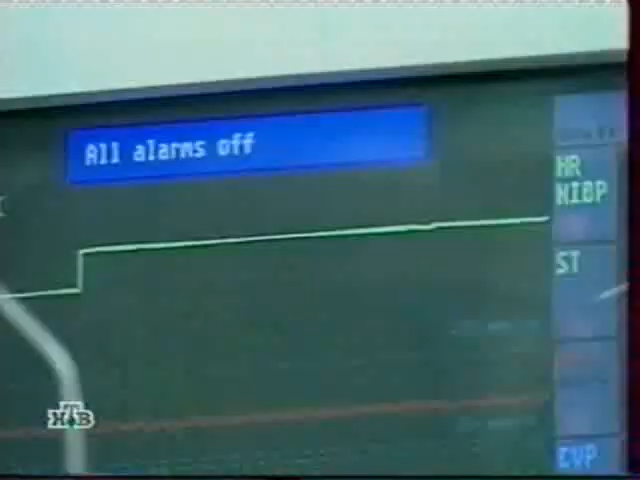 All alarms off
HR
NIBP
ST
CVP
НТВ